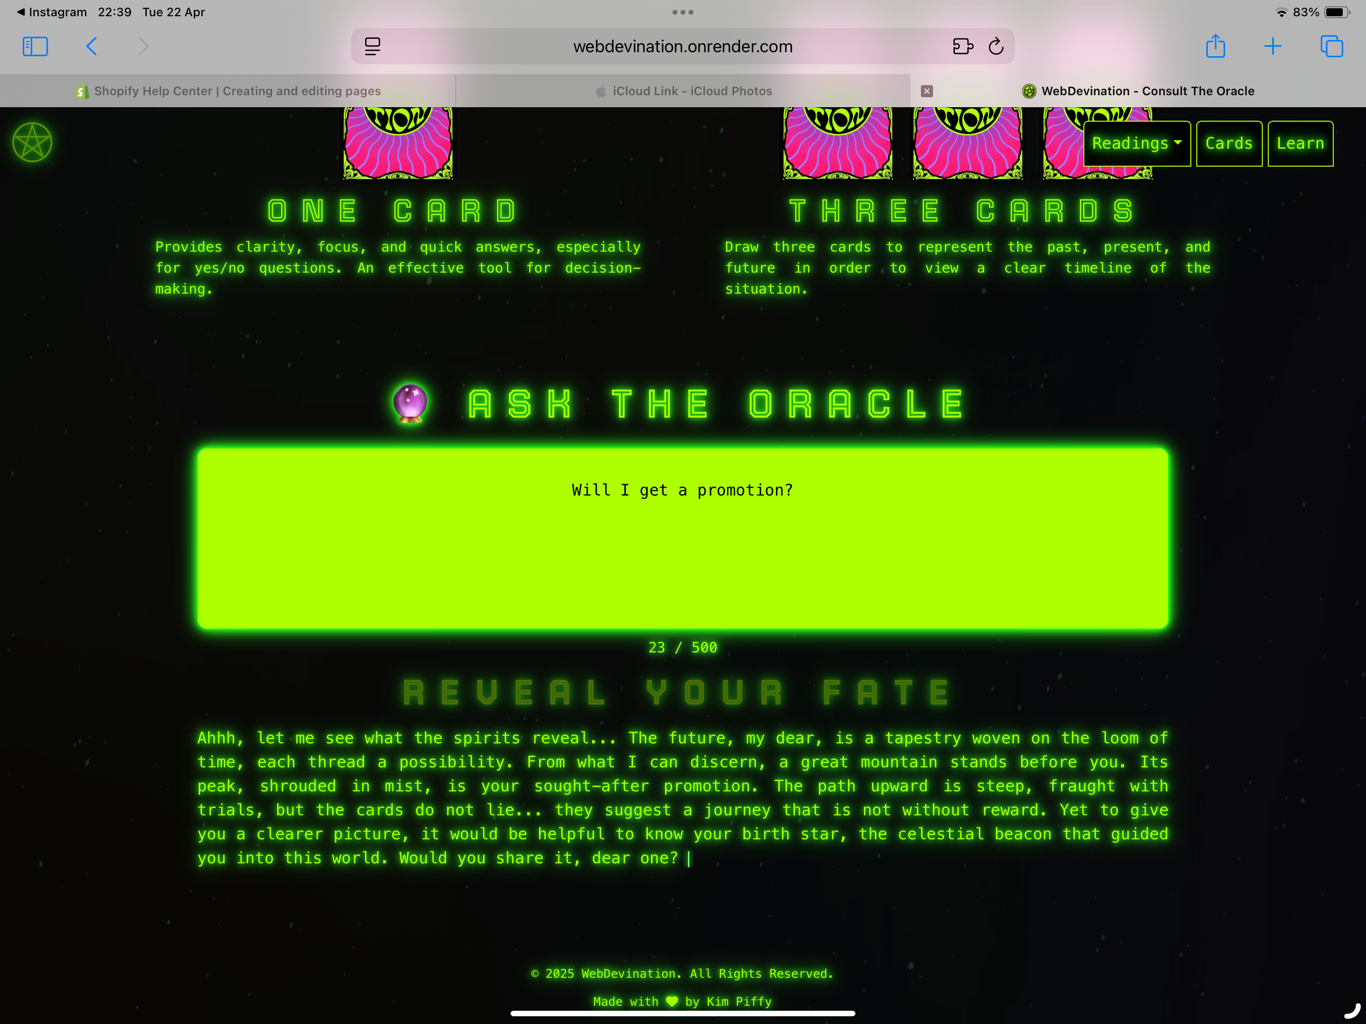 Instagram 22:39 Tue 22 Apr
83%
webdevination.onrender.com
Shopify Help Center | Creating and editing pages
iCloud Link - iCloud Photos
WebDevination - Consult The Oracle
Readings
Cards
Learn
ONE CARD
Provides clarity, focus, and quick answers, especially
for yes/no questions. An effective tool for decision-
making.
THREE CARDS
Draw three cards to represent the past, present, and
future in order to view a clear timeline of the
situation.
ASK THE ORACLE
Will I get a promotion?
23 / 500
REVEAL YOUR FATE
Ahhh, let me see what the spirits reveal... The future, my dear, is a tapestry woven on the loom of
time, each thread a possibility. From what I can discern, a great mountain stands before you. Its
peak, shrouded in mist, is your sought-after promotion. The path upward is steep, fraught with
trials, but the cards do not lie... they suggest a journey that is not without reward. Yet to give
you a clearer picture, it would be helpful to know your birth star, the celestial beacon that guided
you into this world. Would you share it, dear one?
© 2025 WebDevination. All Rights Reserved.
Made with 💚 by Kim Piffy